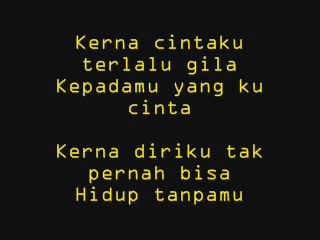 Kerna cintaku
terlalu gila
Kepadamu yang ku
cinta
Kerna diriku tak
pernah bisa
Hidup tanpamu